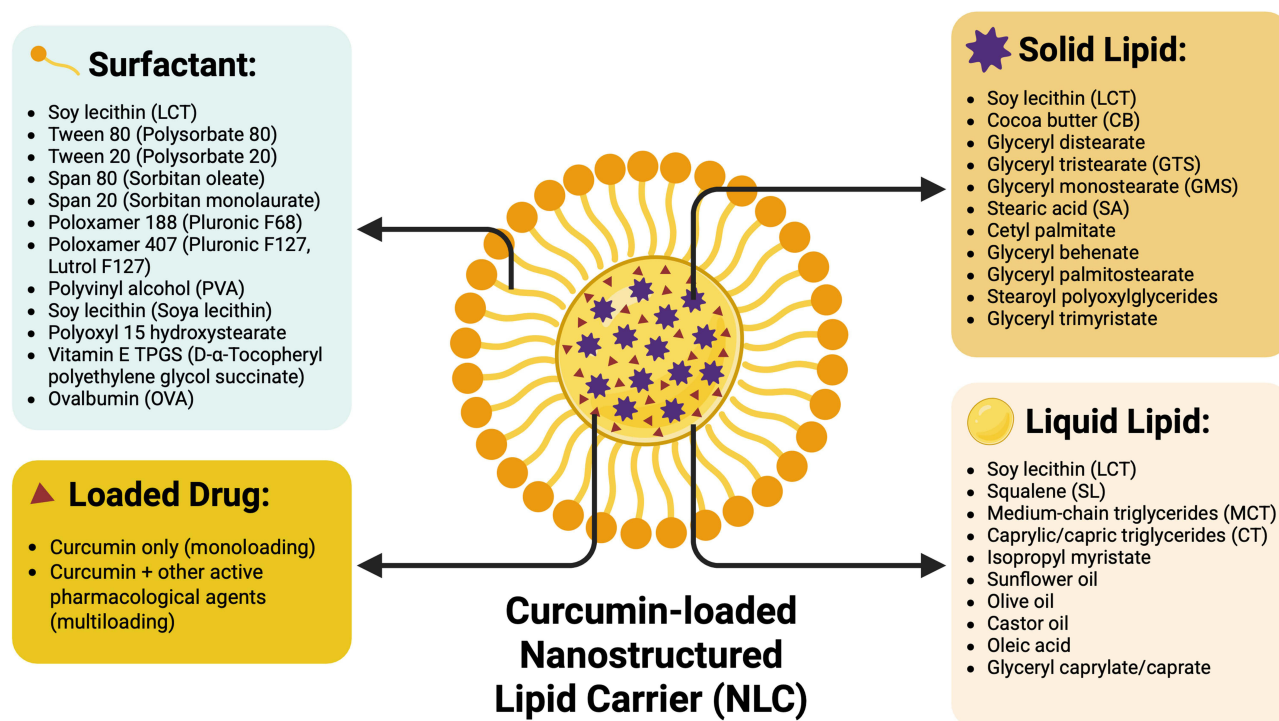 Surfactant:
• Soy lecithin (LCT)
• Tween 80 (Polysorbate 80)
• Tween 20 (Polysorbate 20)
• Span 80 (Sorbitan oleate)
• Span 20 (Sorbitan monolaurate)
• Poloxamer 188 (Pluronic F68)
• Poloxamer 407 (Pluronic F127,
Lutrol F127)
• Polyvinyl alcohol (PVA)
• Soy lecithin (Soya lecithin)
• Polyoxyl 15 hydroxystearate
• Vitamin E TPGS (D-α-Tocopheryl
polyethylene glycol succinate)
• Ovalbumin (OVA)
Loaded Drug:
• Curcumin only (monoloading)
• Curcumin + other active
pharmacological agents
(multiloading)
Solid Lipid:
• Soy lecithin (LCT)
• Cocoa butter (CB)
• Glyceryl distearate
• Glyceryl tristearate (GTS)
• Glyceryl monostearate (GMS)
• Stearic acid (SA)
• Cetyl palmitate
• Glyceryl behenate
• Glyceryl palmitostearate
• Stearoyl polyoxylglycerides
• Glyceryl trimyristate
Liquid Lipid:
• Soy lecithin (LCT)
• Squalene (SL)
• Medium-chain triglycerides (MCT)
• Caprylic/capric triglycerides (CT)
• Isopropyl myristate
• Sunflower oil
• Olive oil
• Castor oil
• Oleic acid
• Glyceryl caprylate/caprate
Curcumin-loaded
Nanostructured
Lipid Carrier (NLC)